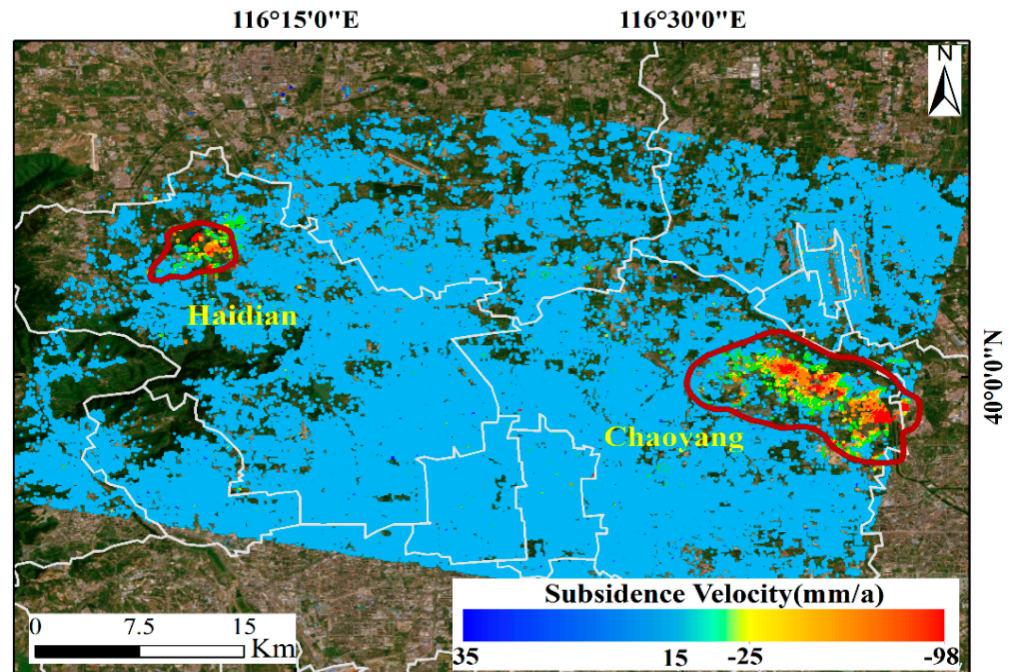 116°15'0"E 116°30'0"E
N
Haidian
40°0'0"N
Chaoyang
Subsidence Velocity(mm/a)
0 7.5 15
Km
35 15 -25 -98